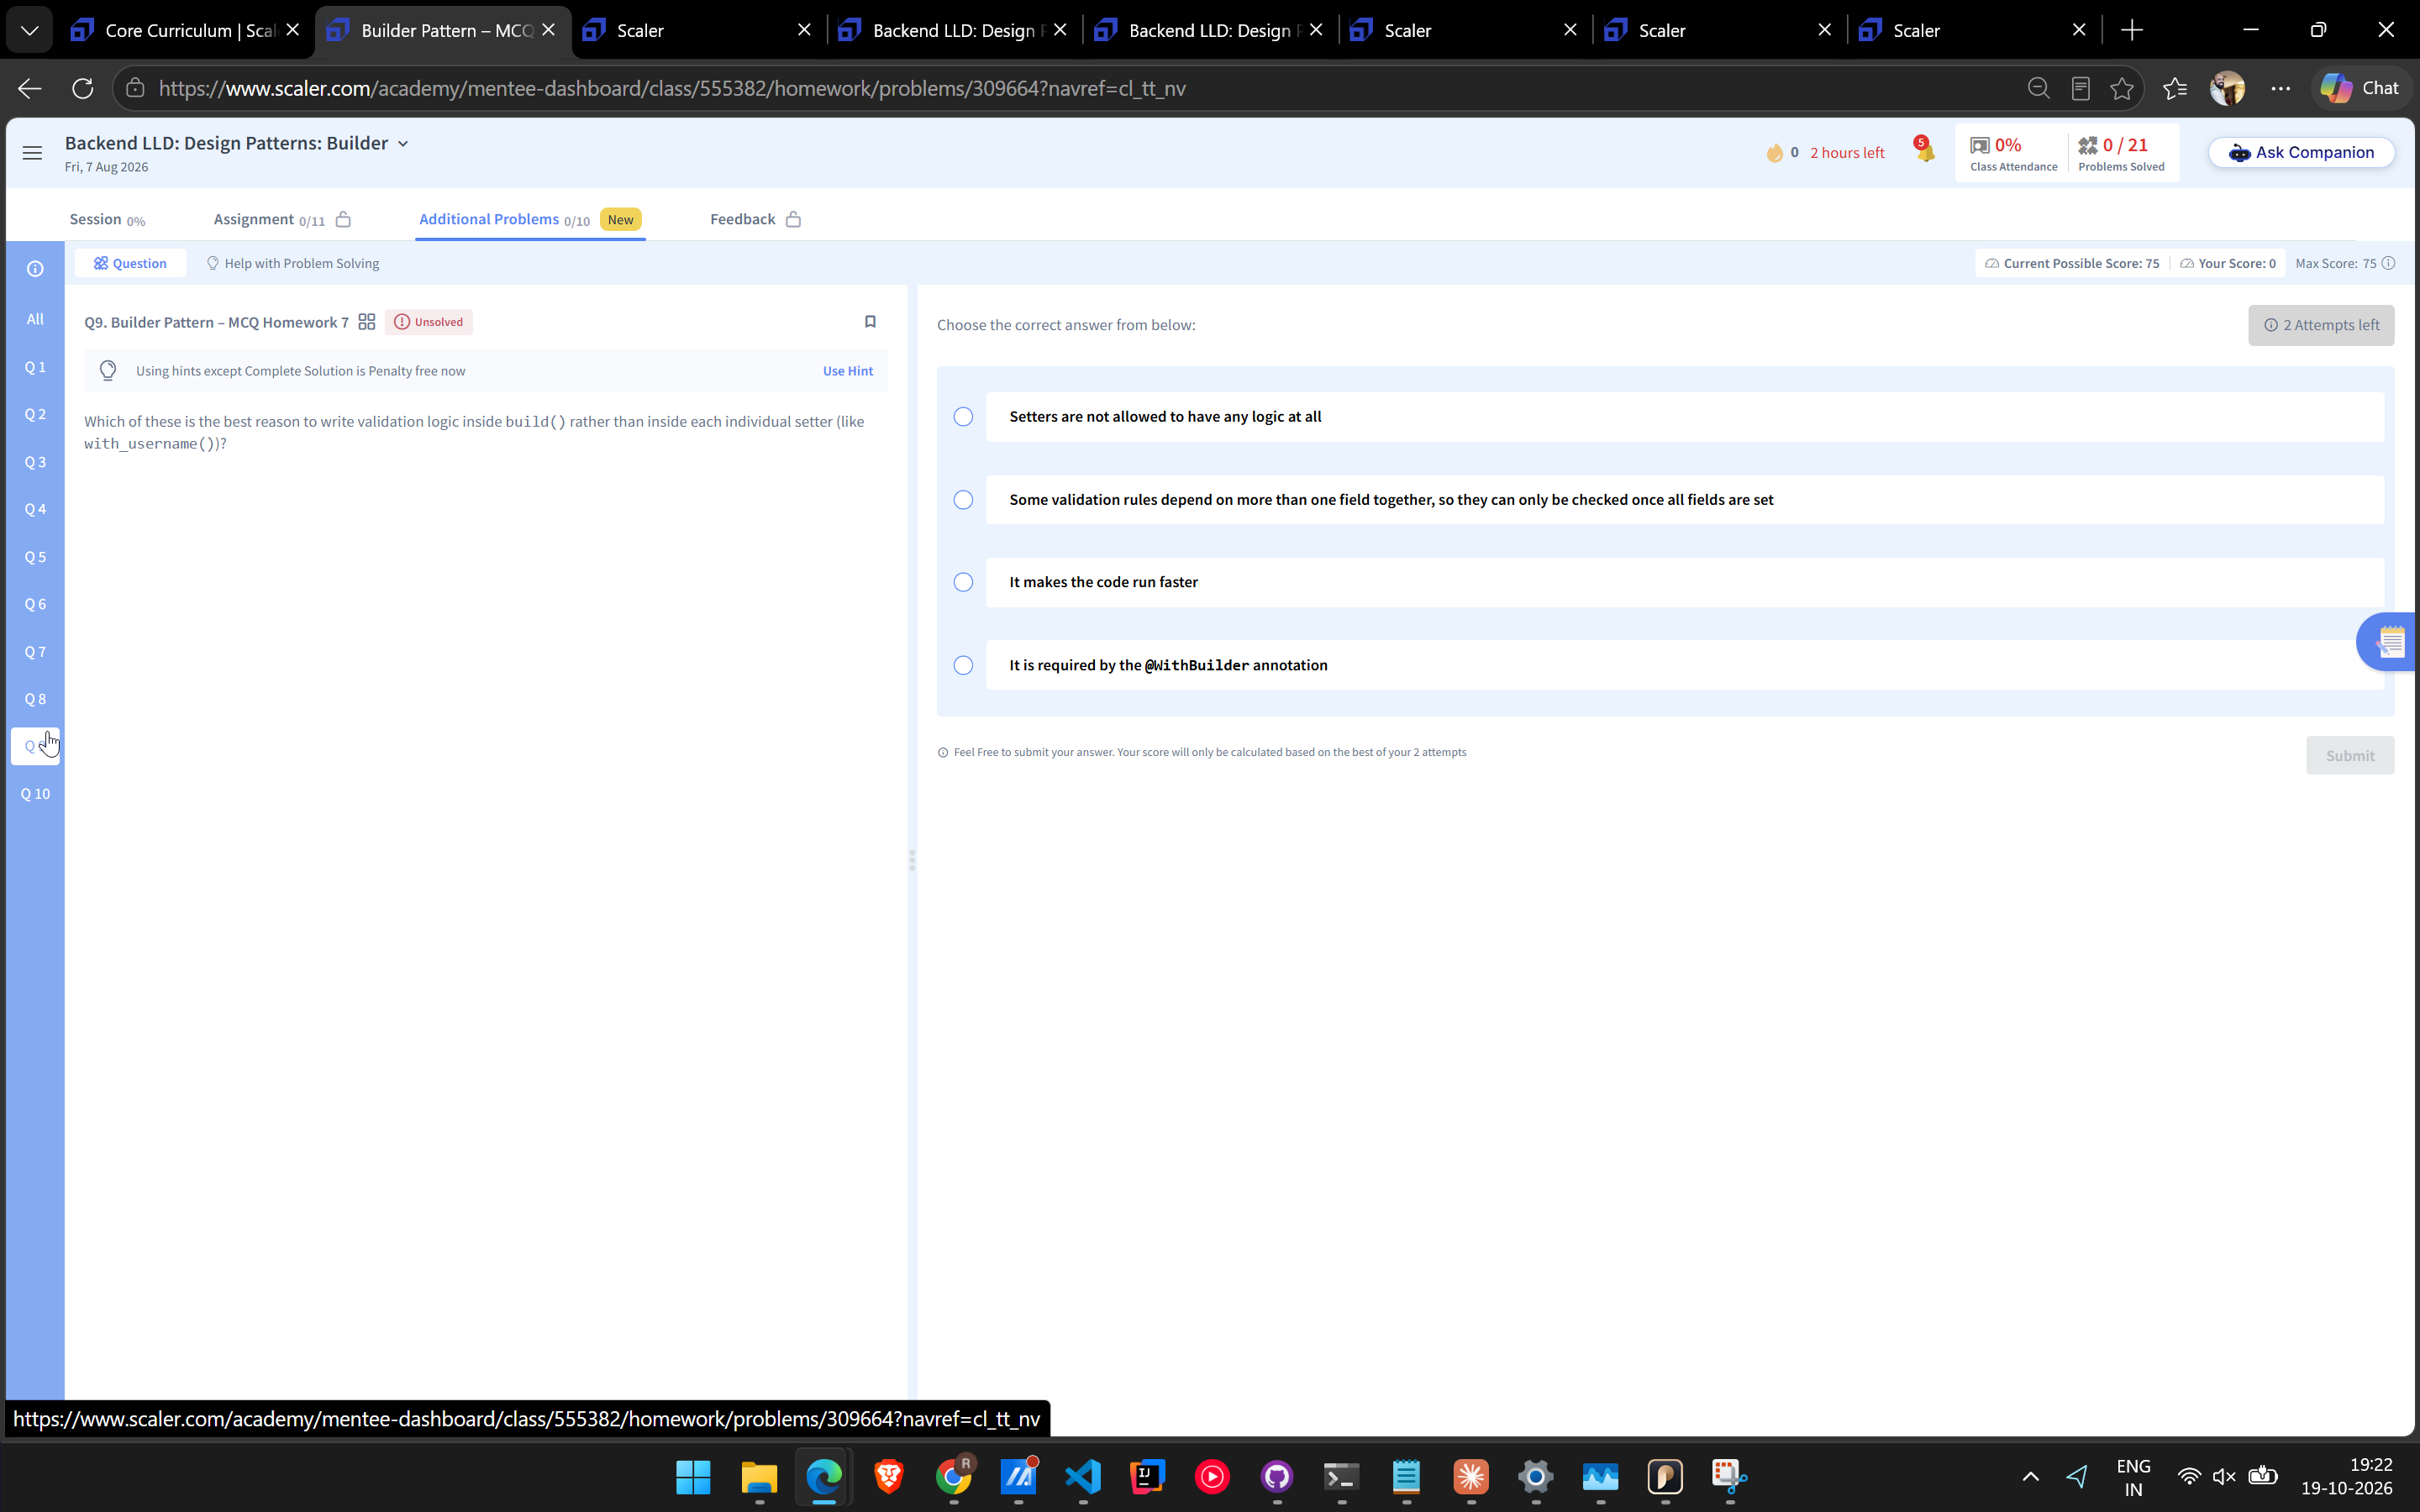 Core Curriculum | Scal
Builder Pattern – MCQ
Scaler
Backend LLD: Design P
Backend LLD: Design P
Scaler
Scaler
Scaler
https://www.scaler.com/academy/mentee-dashboard/class/555382/homework/problems/309664?navref=cl_tt_nv
Chat
Backend LLD: Design Patterns: Builder
Fri, 7 Aug 2026
0
2 hours left
5
0%
Class Attendance
0 / 21
Problems Solved
Ask Companion
Session 0%
Assignment 0/11
Additional Problems 0/10
New
Feedback
Question
Help with Problem Solving
Current Possible Score: 75
Your Score: 0
Max Score: 75
All
Q 1
Q 2
Q 3
Q 4
Q 5
Q 6
Q 7
Q 8
Q
Q 10
Q9. Builder Pattern – MCQ Homework 7
Unsolved
Using hints except Complete Solution is Penalty free now
Use Hint
Which of these is the best reason to write validation logic inside build() rather than inside each individual setter (like
with_username())?
Choose the correct answer from below:
2 Attempts left
Setters are not allowed to have any logic at all
Some validation rules depend on more than one field together, so they can only be checked once all fields are set
It makes the code run faster
It is required by the @WithBuilder annotation
Feel Free to submit your answer. Your score will only be calculated based on the best of your 2 attempts
Submit
https://www.scaler.com/academy/mentee-dashboard/class/555382/homework/problems/309664?navref=cl_tt_nv
R
IJ
ENG
IN
19:22
19-10-2026